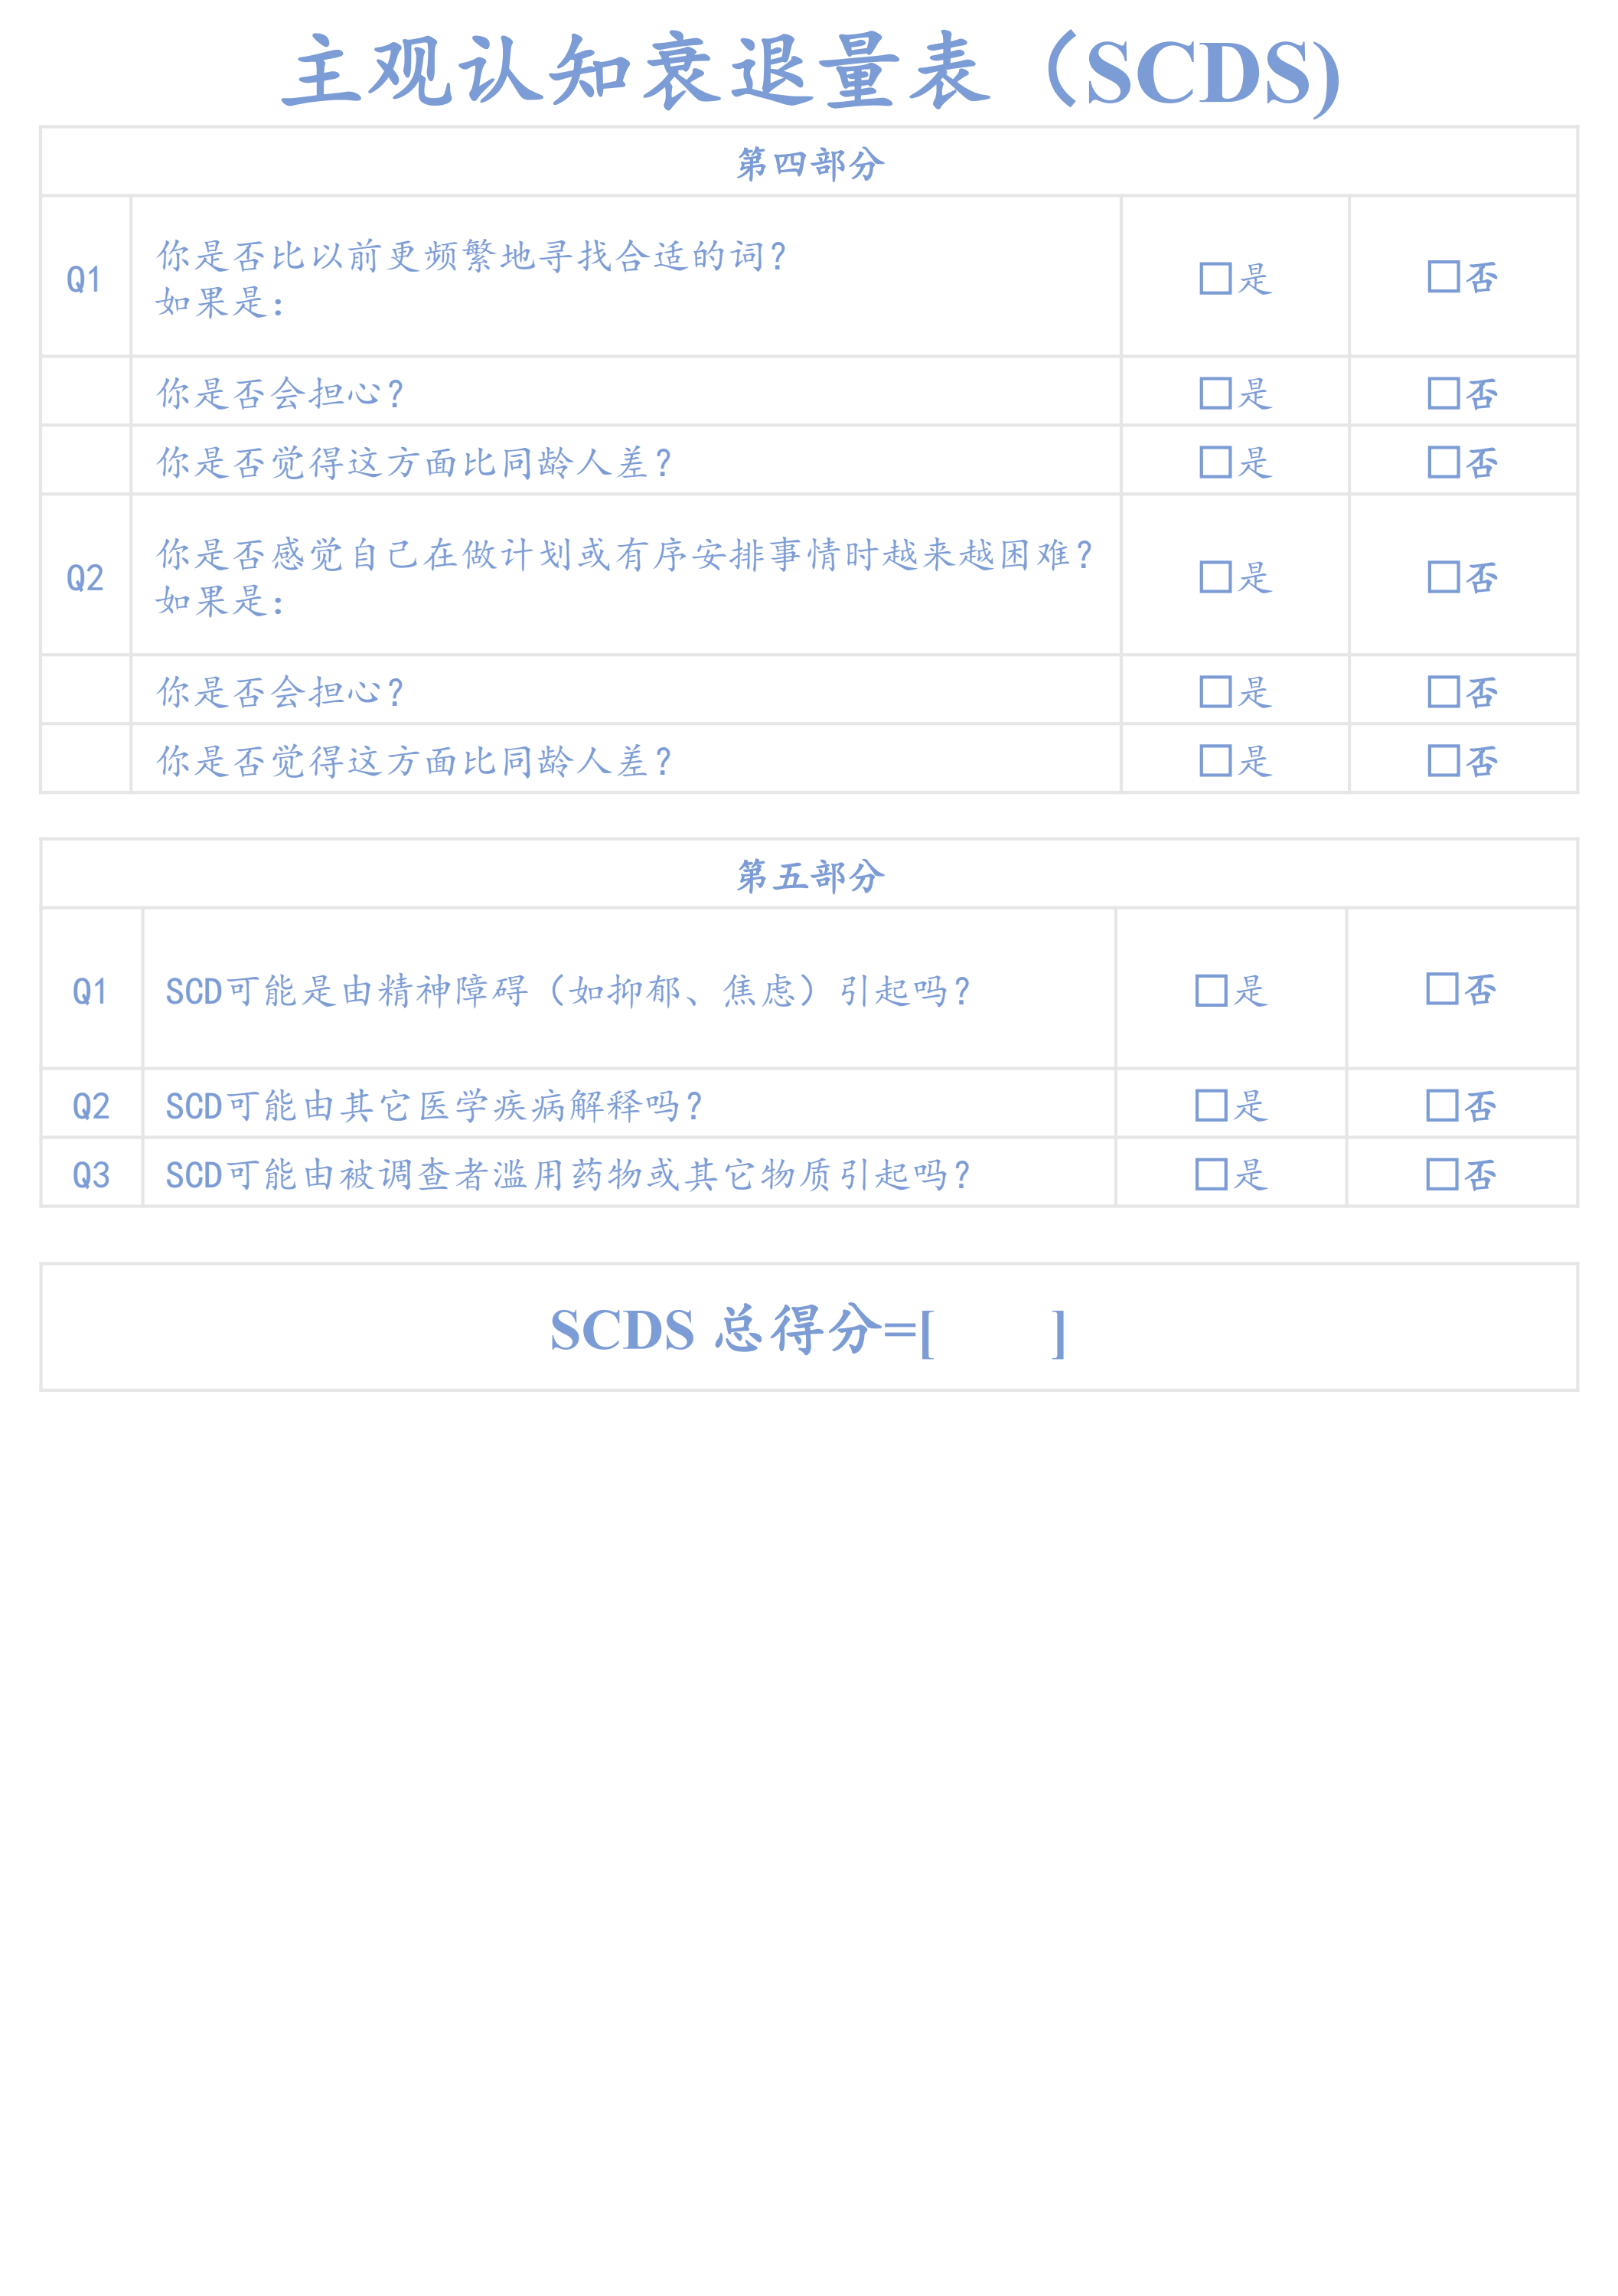 主观认知衰退量表（SCDS)
第四部分
Q1
你是否比以前更频繁地寻找合适的词?
如果是:
□是
□否
你是否会担心?
□是
□否
你是否觉得这方面比同龄人差?
□是
□否
Q2
你是否感觉自己在做计划或有序安排事情时越来越困难?
如果是:
□是
□否
你是否会担心?
□是
□否
你是否觉得这方面比同龄人差?
□是
□否
第五部分
Q1
SCD可能是由精神障碍（如抑郁、焦虑）引起吗?
□是
□否
Q2
SCD可能由其它医学疾病解释吗?
□是
□否
Q3
SCD可能由被调查者滥用药物或其它物质引起吗?
□是
□否
SCDS 总得分=[ ]